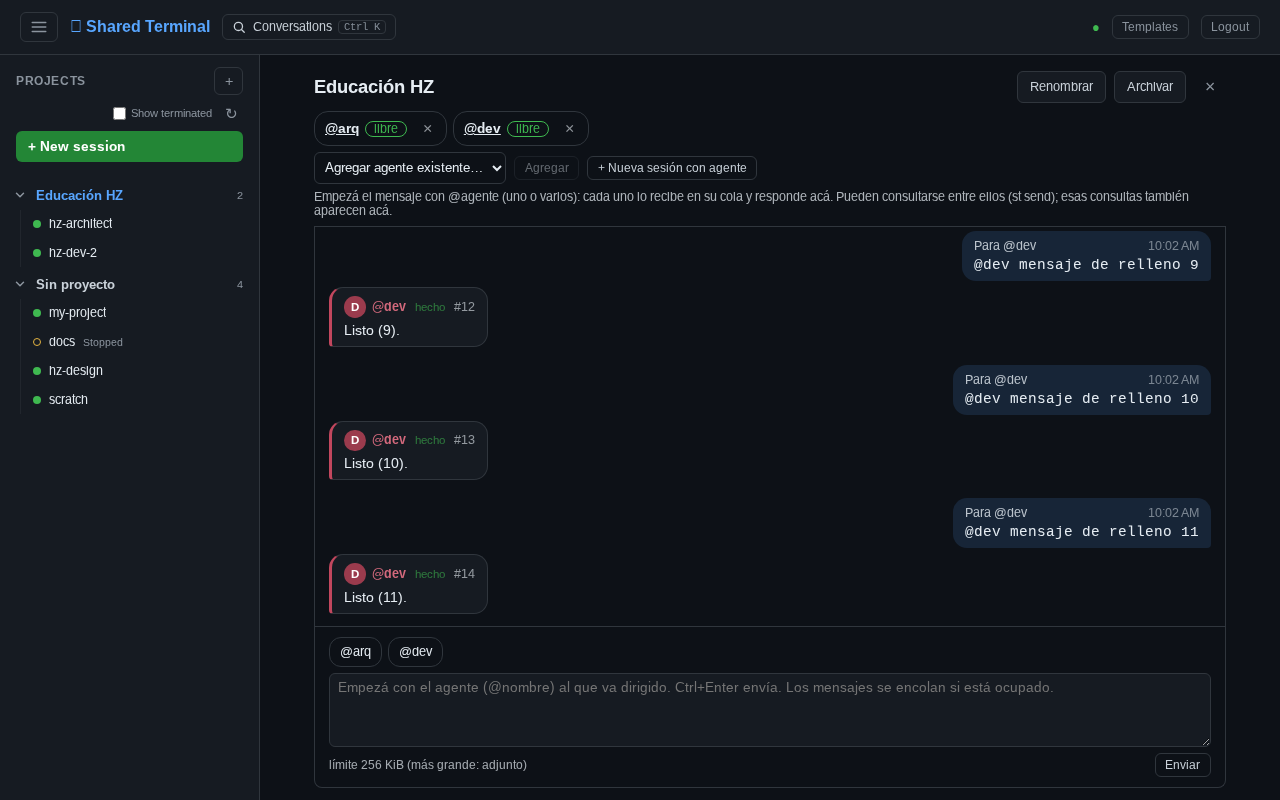 Shared Terminal
Conversations Ctrl K
Templates
Logout
PROJECTS
+
Show terminated ↻
+ New session
Educación HZ 2
hz-architect
hz-dev-2
Sin proyecto 4
my-project
docs Stopped
hz-design
scratch
Educación HZ
Renombrar
Archivar
×
@arq libre ×
@dev libre ×
Agregar agente existente…
Agregar
+ Nueva sesión con agente
Empezá el mensaje con @agente (uno o varios): cada uno lo recibe en su cola y responde acá. Pueden consultarse entre ellos (st send); esas consultas también
aparecen acá.
Para @dev 10:02 AM
@dev mensaje de relleno 9
D @dev hecho #12
Listo (9).
Para @dev 10:02 AM
@dev mensaje de relleno 10
D @dev hecho #13
Listo (10).
Para @dev 10:02 AM
@dev mensaje de relleno 11
D @dev hecho #14
Listo (11).
@arq @dev
Empezá con el agente (@nombre) al que va dirigido. Ctrl+Enter envía. Los mensajes se encolan si está ocupado.
límite 256 KiB (más grande: adjunto)
Enviar